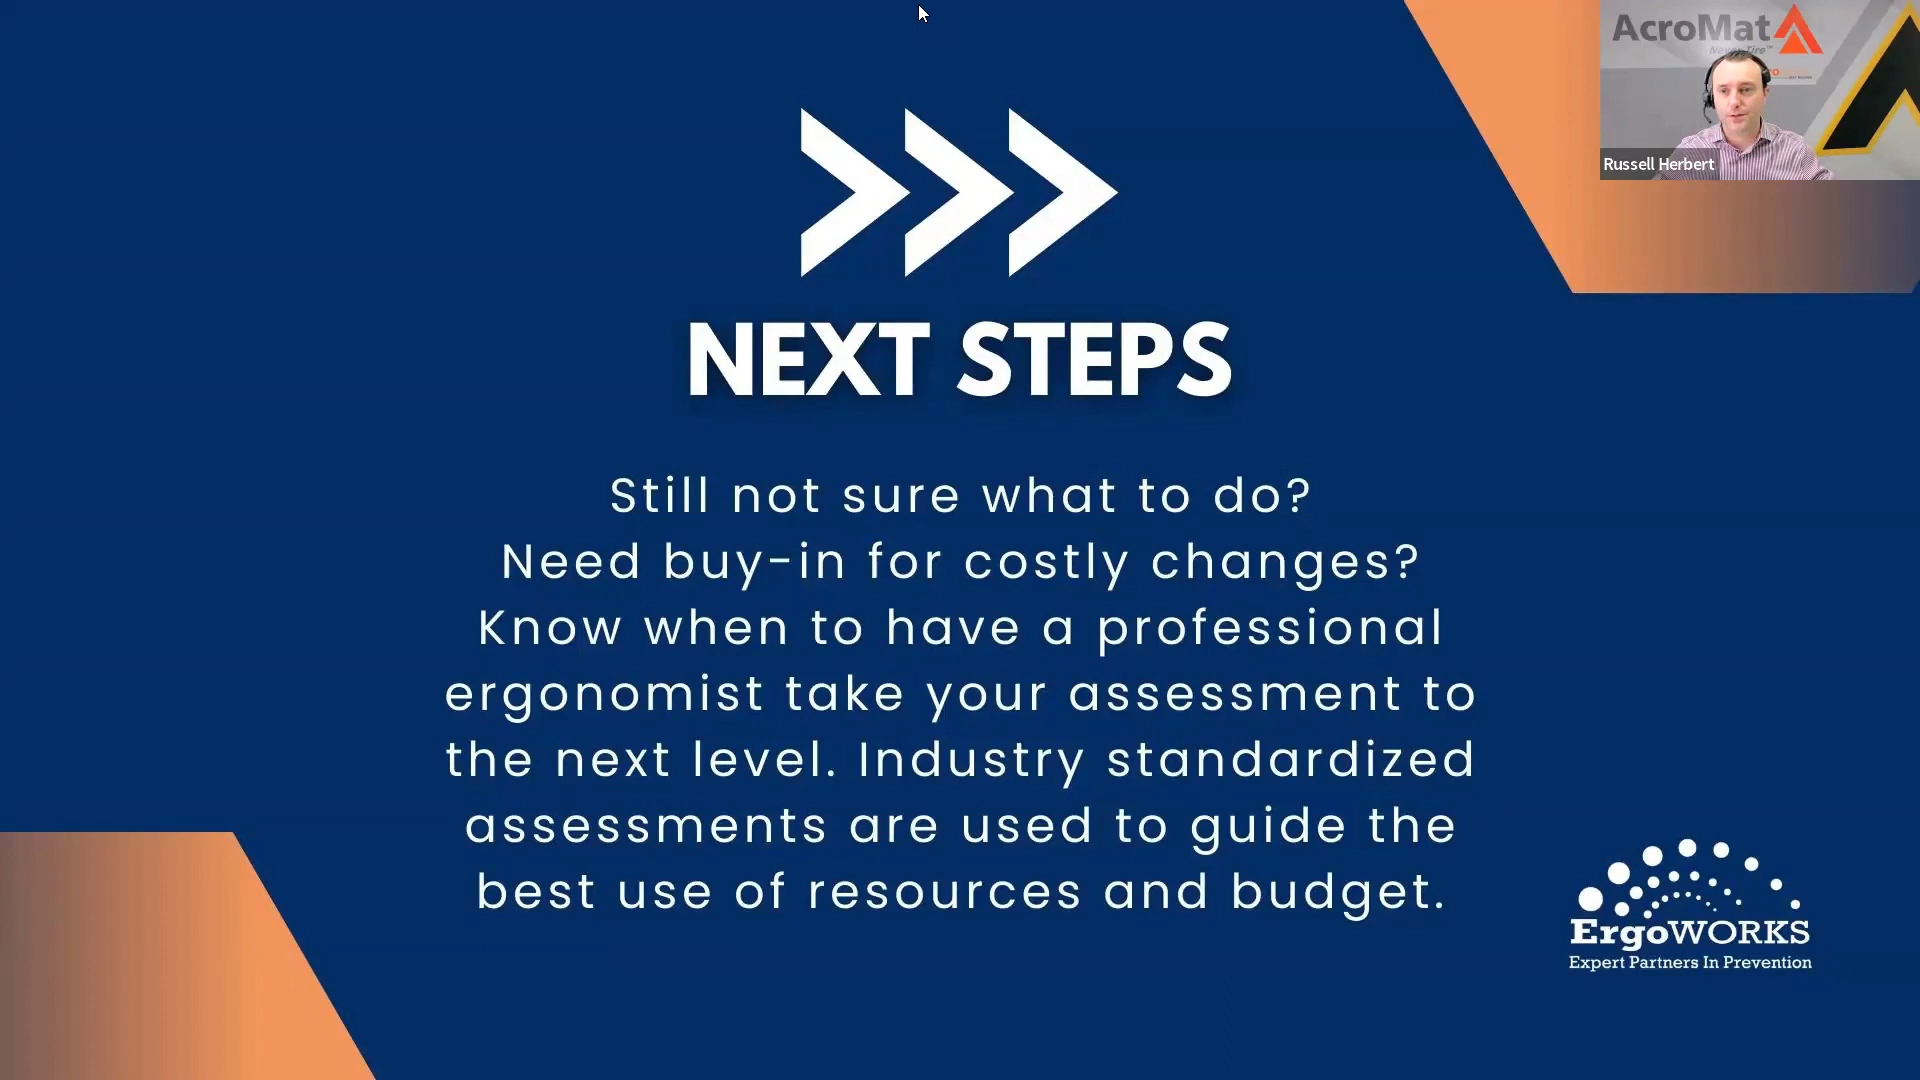 AcroMat
Never Tire™
Russell Herbert
NEXT STEPS
Still not sure what to do?
Need buy-in for costly changes?
Know when to have a professional
ergonomist take your assessment to
the next level. Industry standardized
assessments are used to guide the
best use of resources and budget.
ErgoWORKS
Expert Partners In Prevention